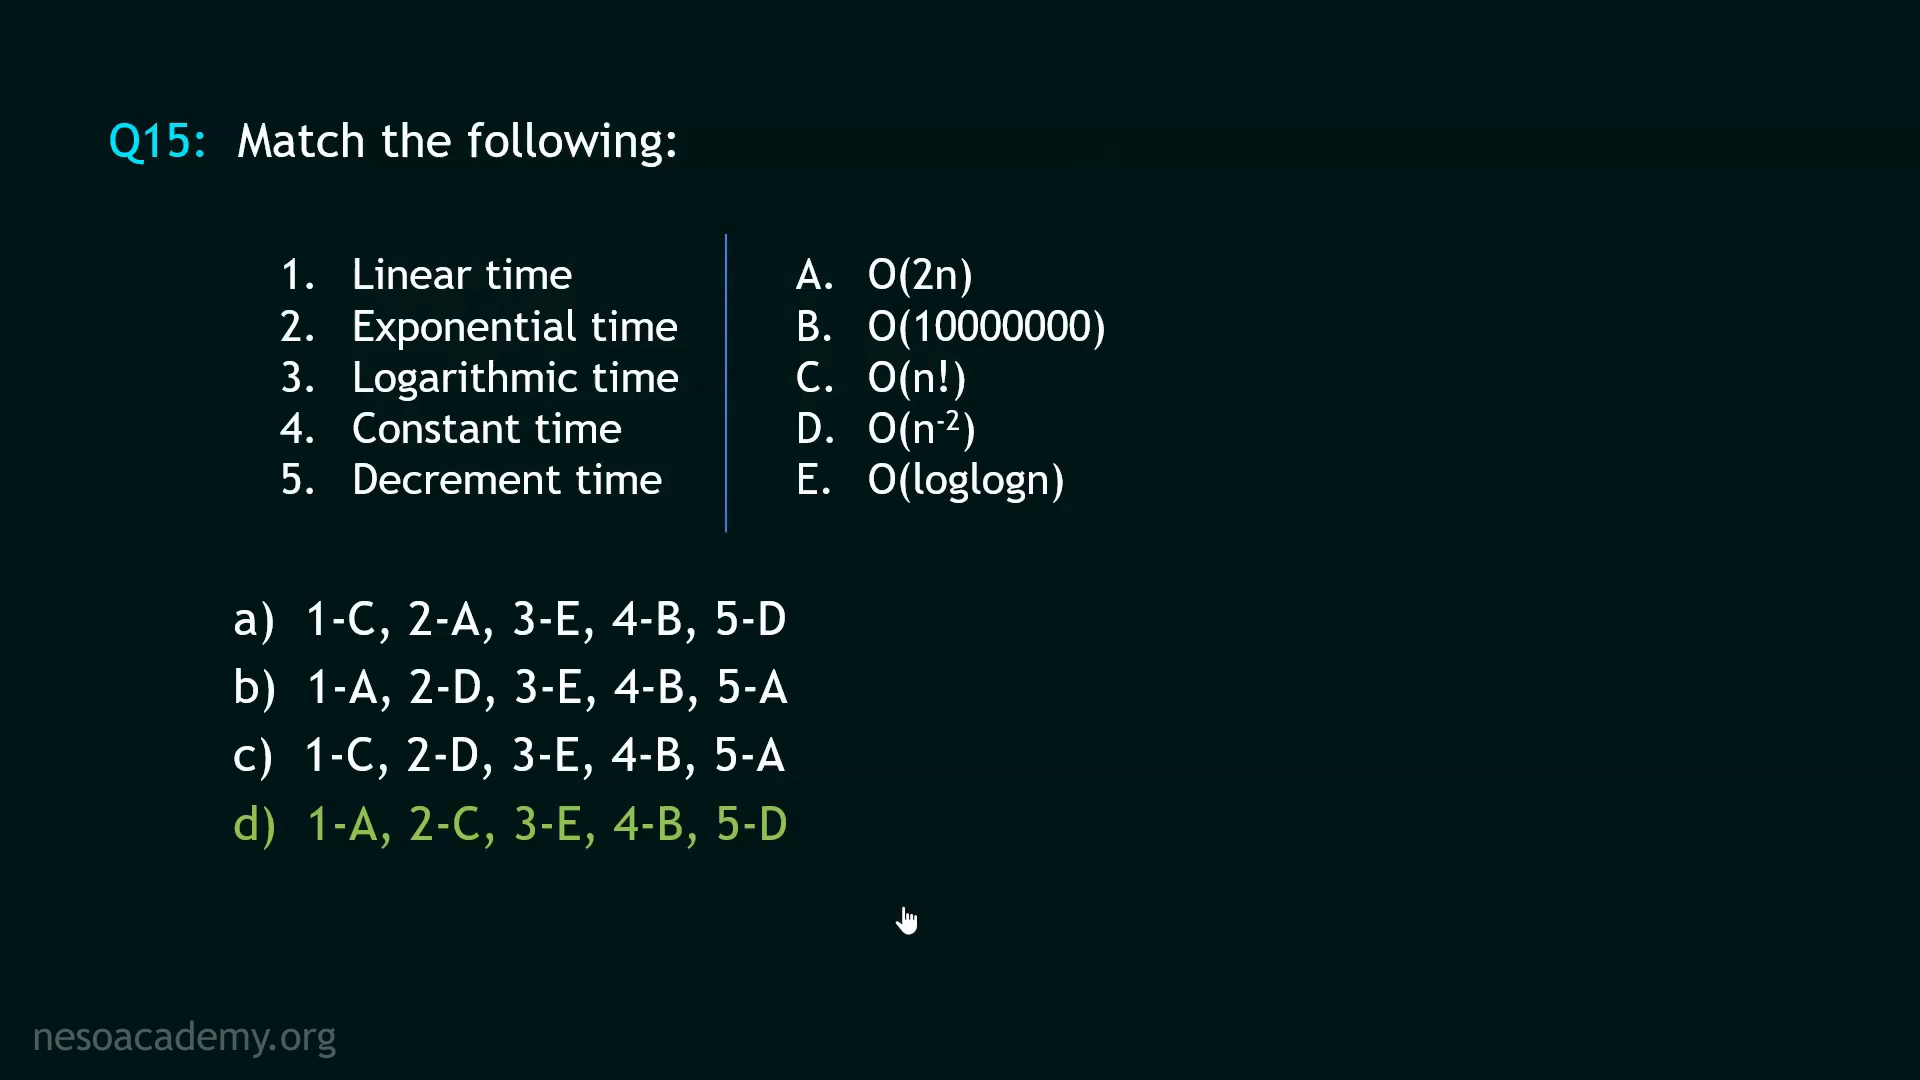 Q15: Match the following:
1. Linear time
2. Exponential time
3. Logarithmic time
4. Constant time
5. Decrement time
A. O(2n)
B. O(10000000)
C. O(n!)
D. O(n⁻²)
E. O(loglogn)
a) 1-C, 2-A, 3-E, 4-B, 5-D
b) 1-A, 2-D, 3-E, 4-B, 5-A
c) 1-C, 2-D, 3-E, 4-B, 5-A
d) 1-A, 2-C, 3-E, 4-B, 5-D
nesoacademy.org